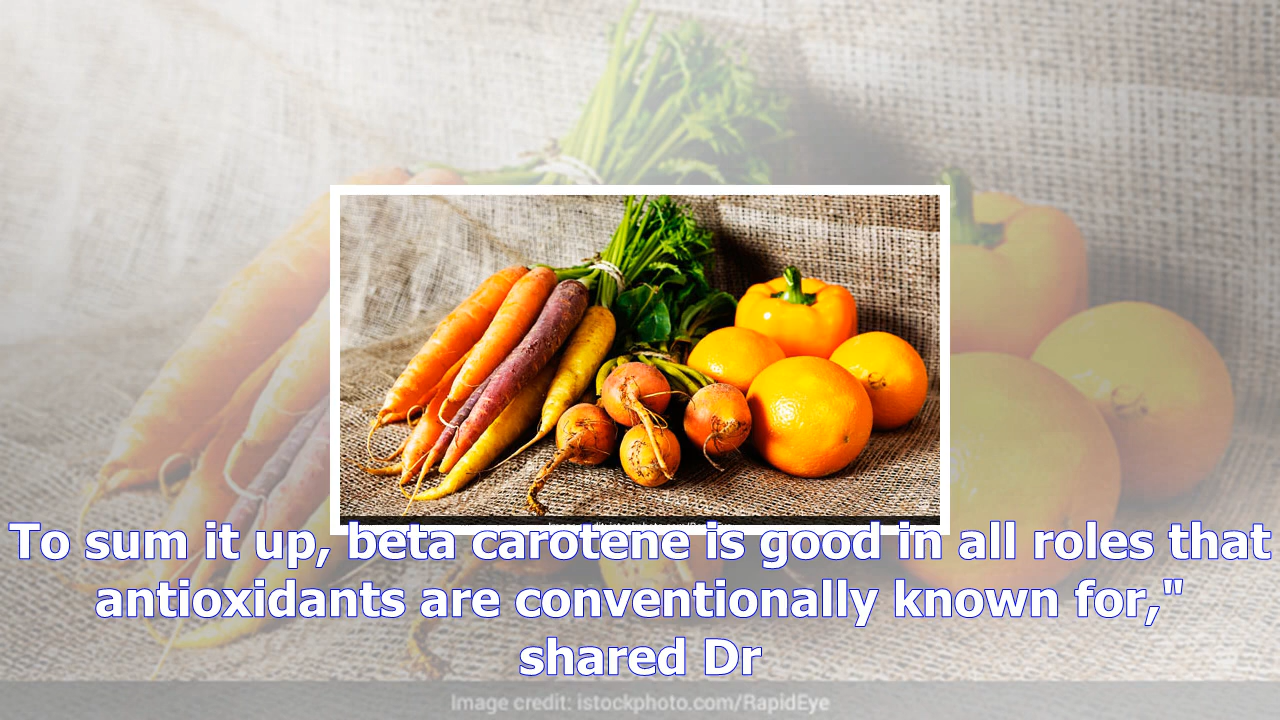 To sum it up, beta carotene is good in all roles that
antioxidants are conventionally known for,"
shared Dr
Image credit: istockphoto.com/RapidEye